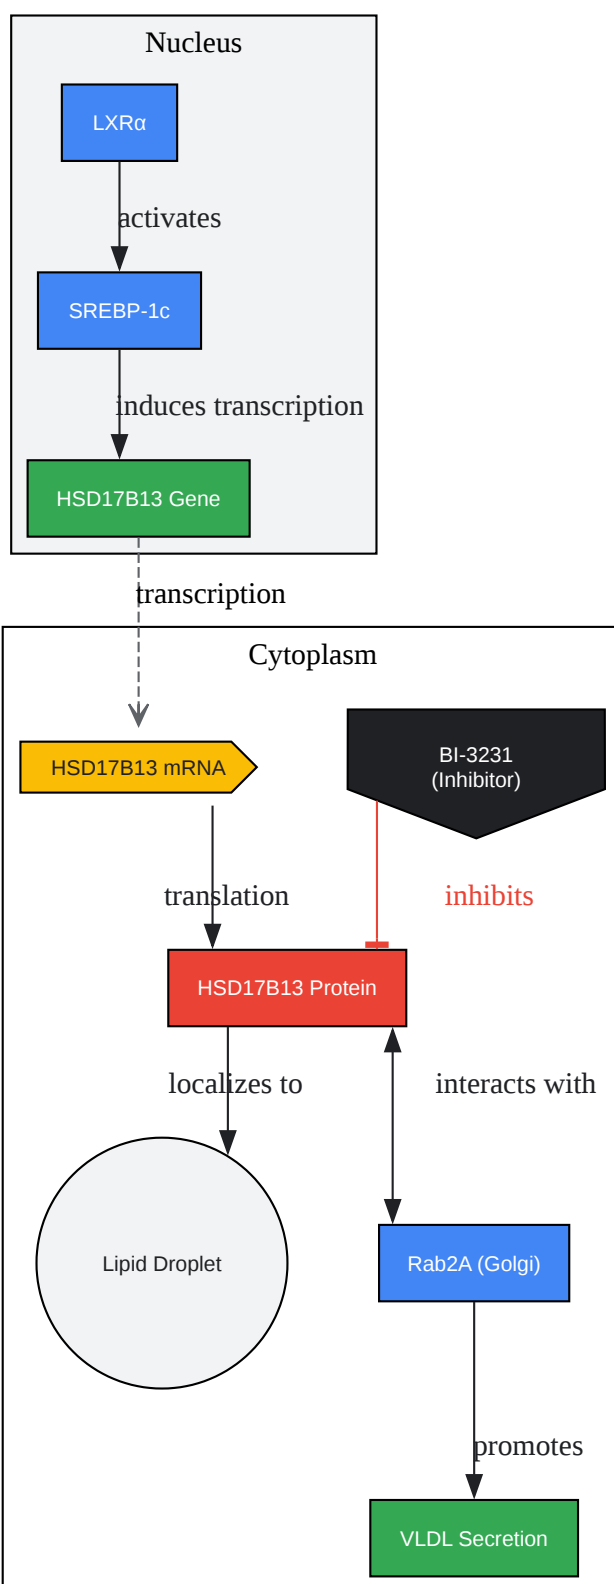 Nucleus
LXRα
activates
SREBP-1c
induces transcription
HSD17B13 Gene
transcription
Cytoplasm
BI-3231
(Inhibitor)
HSD17B13 mRNA
translation
inhibits
HSD17B13 Protein
localizes to
interacts with
Lipid Droplet
Rab2A (Golgi)
promotes
VLDL Secretion